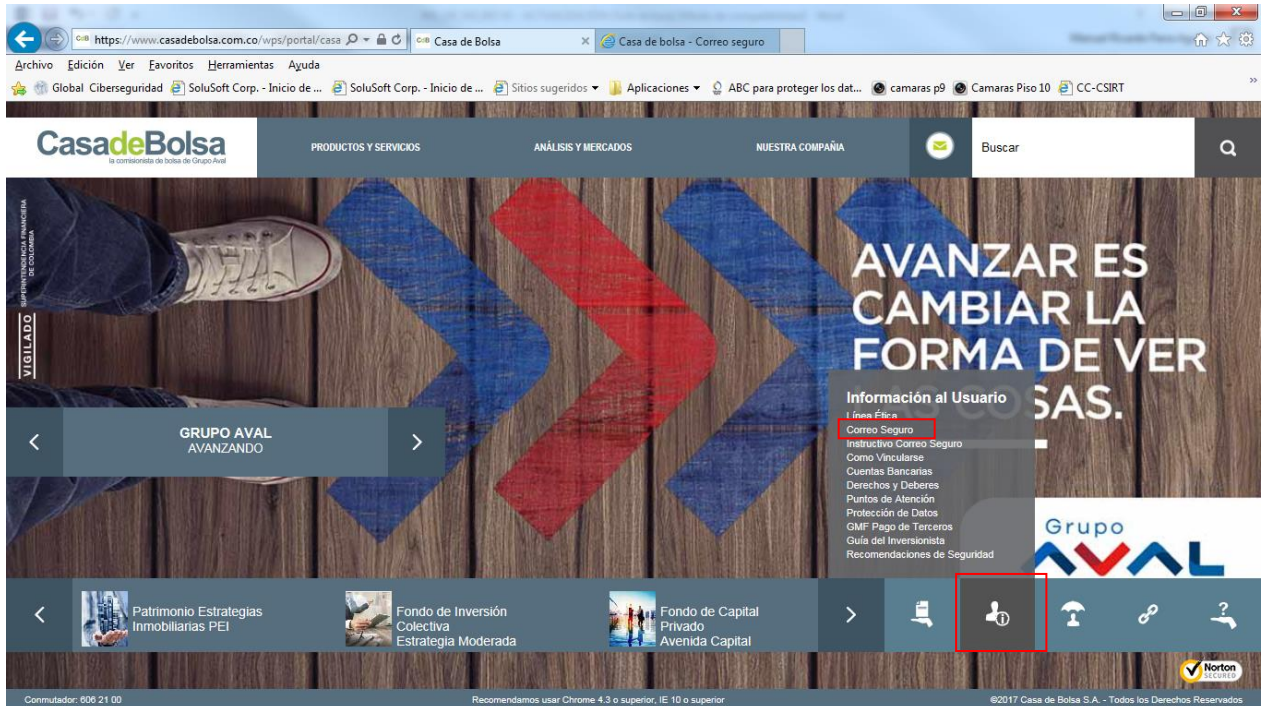 https://www.casadebolsa.com.co/wps/portal/casa
Casa de Bolsa
Casa de bolsa - Correo seguro
Archivo Edición Ver Favoritos Herramientas Ayuda
Global Ciberseguridad SoluSoft Corp. - Inicio de ... SoluSoft Corp. - Inicio de ... Sitios sugeridos Aplicaciones ABC para proteger los dat... camaras p9 Camaras Piso 10 CC-CSIRT
CasadeBolsa
la comisionista de bolsa de Grupo Aval
PRODUCTOS Y SERVICIOS
ANÁLISIS Y MERCADOS
NUESTRA COMPAÑIA
Buscar
VIGILADO SUPERINTENDENCIA FINANCIERA
DE COLOMBIA
AVANZAR ES
CAMBIAR LA
FORMA DE VER
LAS COSAS.
GRUPO AVAL
AVANZANDO
Información al Usuario
Línea Ética
Correo Seguro
Instructivo Correo Seguro
Como Vincularse
Cuentas Bancarias
Derechos y Deberes
Puntos de Atención
Protección de Datos
GMF Pago de Terceros
Guía del Inversionista
Recomendaciones de Seguridad
Grupo
AVAL
Patrimonio Estrategias
Inmobiliarias PEI
Fondo de Inversión
Colectiva
Estrategia Moderada
Fondo de Capital
Privado
Avenida Capital
Norton
SECURED
Conmutador: 606 21 00
Recomendamos usar Chrome 4.3 o superior, IE 10 o superior
©2017 Casa de Bolsa S.A. - Todos los Derechos Reservados